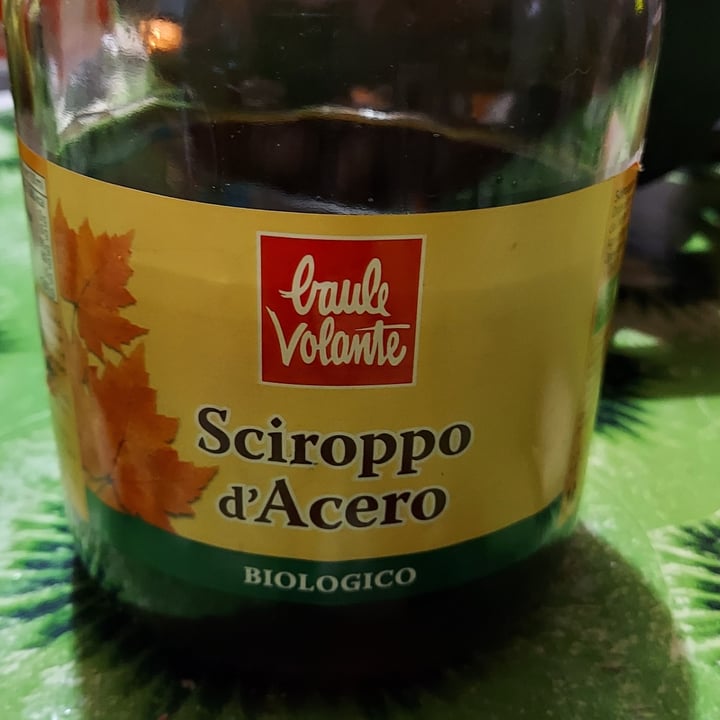 baule
volante
Sciroppo
d'Acero
BIOLOGICO